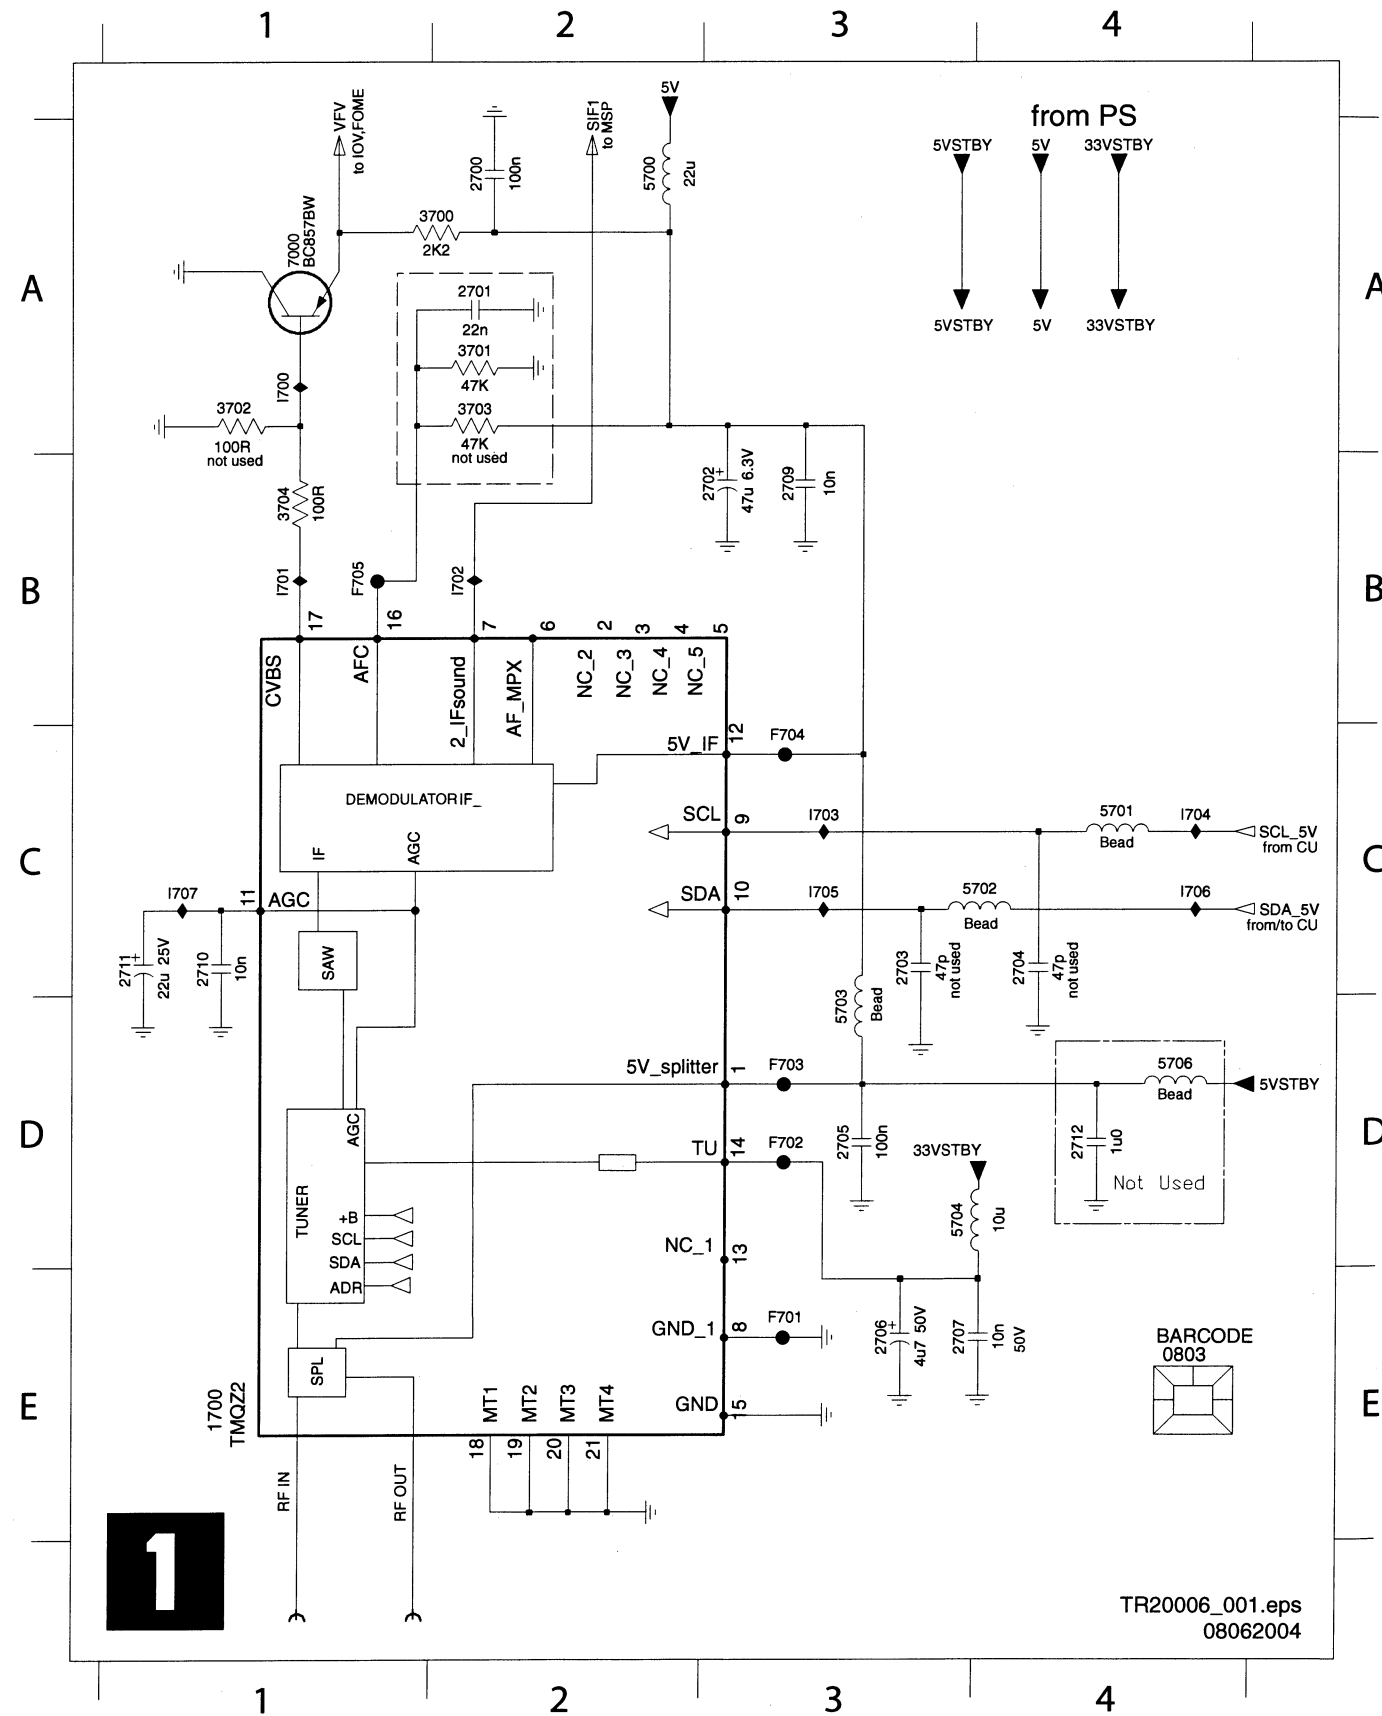 1 2 3 4
A
A
B
B
C
C
D
D
E
E
VFV
to IOV,FOME
2700
100n
SIF1
to MSP
5V
5700
22u
from PS
5VSTBY 5V 33VSTBY
5VSTBY 5V 33VSTBY
7000
BC857BW
3700
2K2
2701
22n
3701
47K
3703
47K
not used
I700
3702
100R
not used
3704
100R
2702
+
47u 6.3V
2709
10n
I701
F705
I702
17
16
7
6
2
3
4
5
CVBS
AFC
2_IFsound
AF_MPX
NC_2
NC_3
NC_4
NC_5
5V_IF
12
F704
DEMODULATOR IF_
IF
AGC
SCL
9
I703
5701
Bead
I704
SCL_5V
from CU
SDA
10
I705
5702
Bead
I706
SDA_5V
from/to CU
I707
11
AGC
2711
+
22u 25V
2710
10n
SAW
2703
47p
not used
2704
47p
not used
5703
Bead
5V_splitter
1
F703
5706
Bead
5VSTBY
2712
1u0
Not Used
AGC
TUNER
+B
SCL
SDA
ADR
TU
14
F702
2705
100n
33VSTBY
5704
10u
NC_1
13
GND_1
8
F701
2706
+
4u7 50V
2707
10n
50V
BARCODE
0803
SPL
1700
TMQZ2
MT1
MT2
MT3
MT4
GND
15
18
19
20
21
RF IN
RF OUT
1
TR20006_001.eps
08062004
1 2 3 4